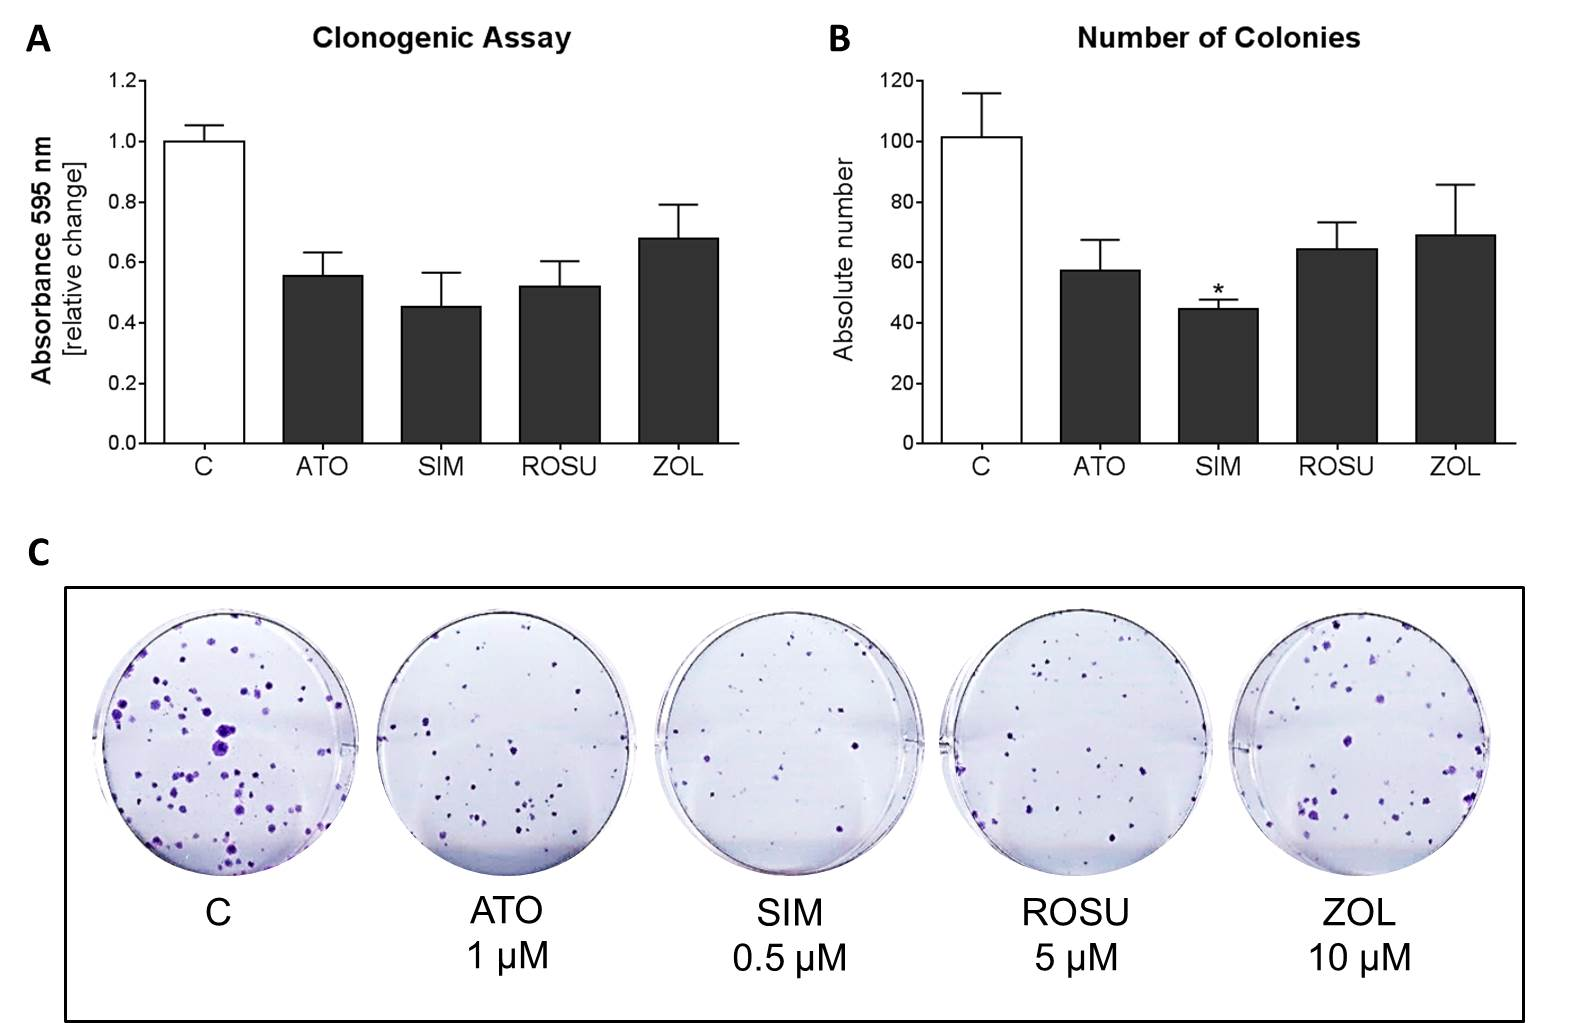 A
Clonogenic Assay
Absorbance 595 nm
[relative change]
1.2
1.0
0.8
0.6
0.4
0.2
0.0
C
ATO
SIM
ROSU
ZOL
B
Number of Colonies
Absolute number
120
100
80
60
40
20
0
*
C
ATO
SIM
ROSU
ZOL
C
C
ATO
1 µM
SIM
0.5 µM
ROSU
5 µM
ZOL
10 µM